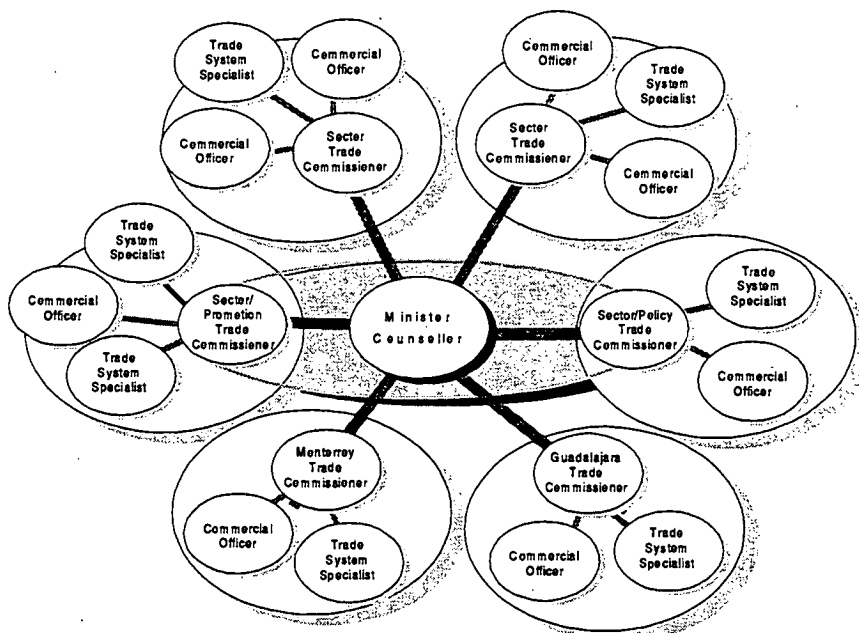 Trade
System
Specialist
Commercial
Officer
Commercial
Officer
Secter
Trade
Commissioner
Commercial
Officer
Trade
System
Specialist
Secter
Trade
Commissioner
Commercial
Officer
Trade
System
Specialist
Commercial
Officer
Sector/
Promotion
Trade
Commissioner
Trade
System
Specialist
Minister
Counseller
Sector/Policy
Trade
Commissioner
Trade
System
Specialist
Commercial
Officer
Monterrey
Trade
Commissioner
Commercial
Officer
Trade
System
Specialist
Guadalajara
Trade
Commissioner
Commercial
Officer
Trade
System
Specialist